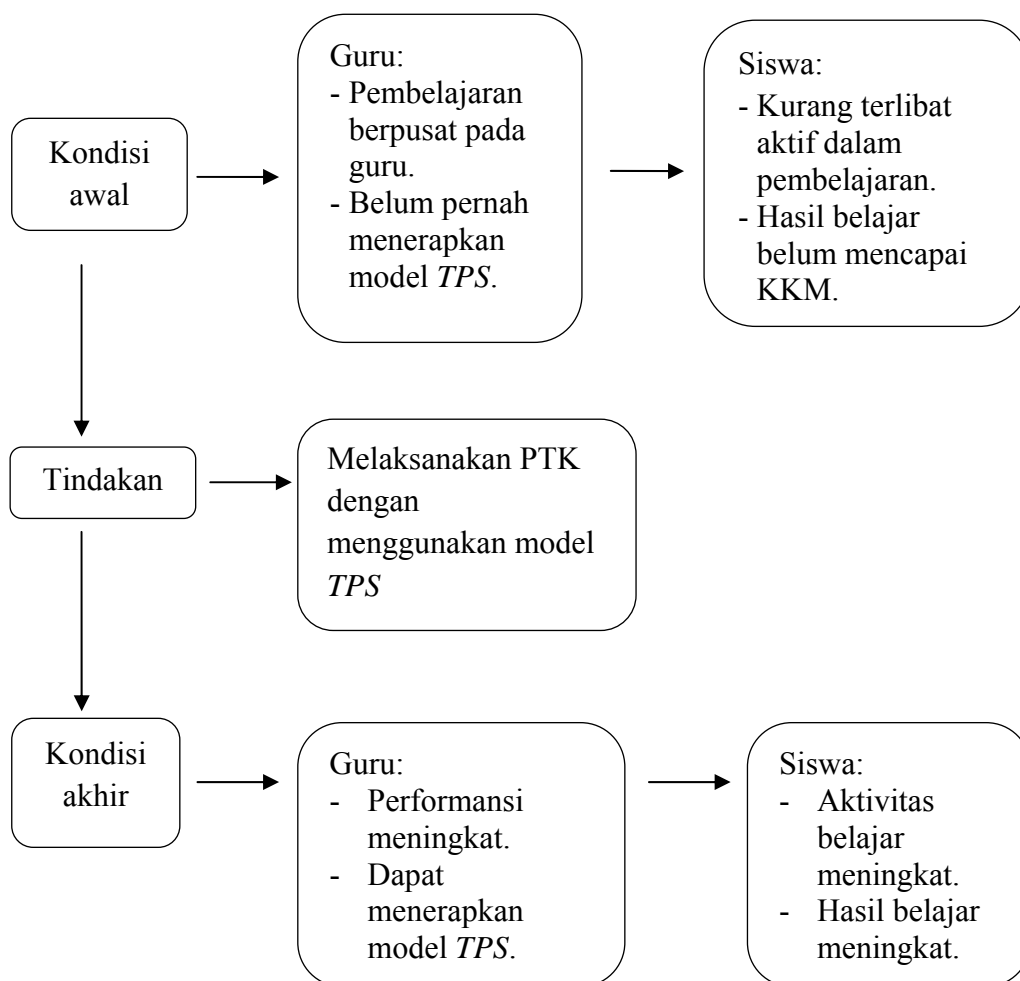 Kondisi
awal
Guru:
- Pembelajaran
berpusat pada
guru.
- Belum pernah
menerapkan
model TPS.
Siswa:
- Kurang terlibat
aktif dalam
pembelajaran.
- Hasil belajar
belum mencapai
KKM.
Tindakan
Melaksanakan PTK
dengan
menggunakan model
TPS
Kondisi
akhir
Guru:
- Performansi
meningkat.
- Dapat
menerapkan
model TPS.
Siswa:
- Aktivitas
belajar
meningkat.
- Hasil belajar
meningkat.